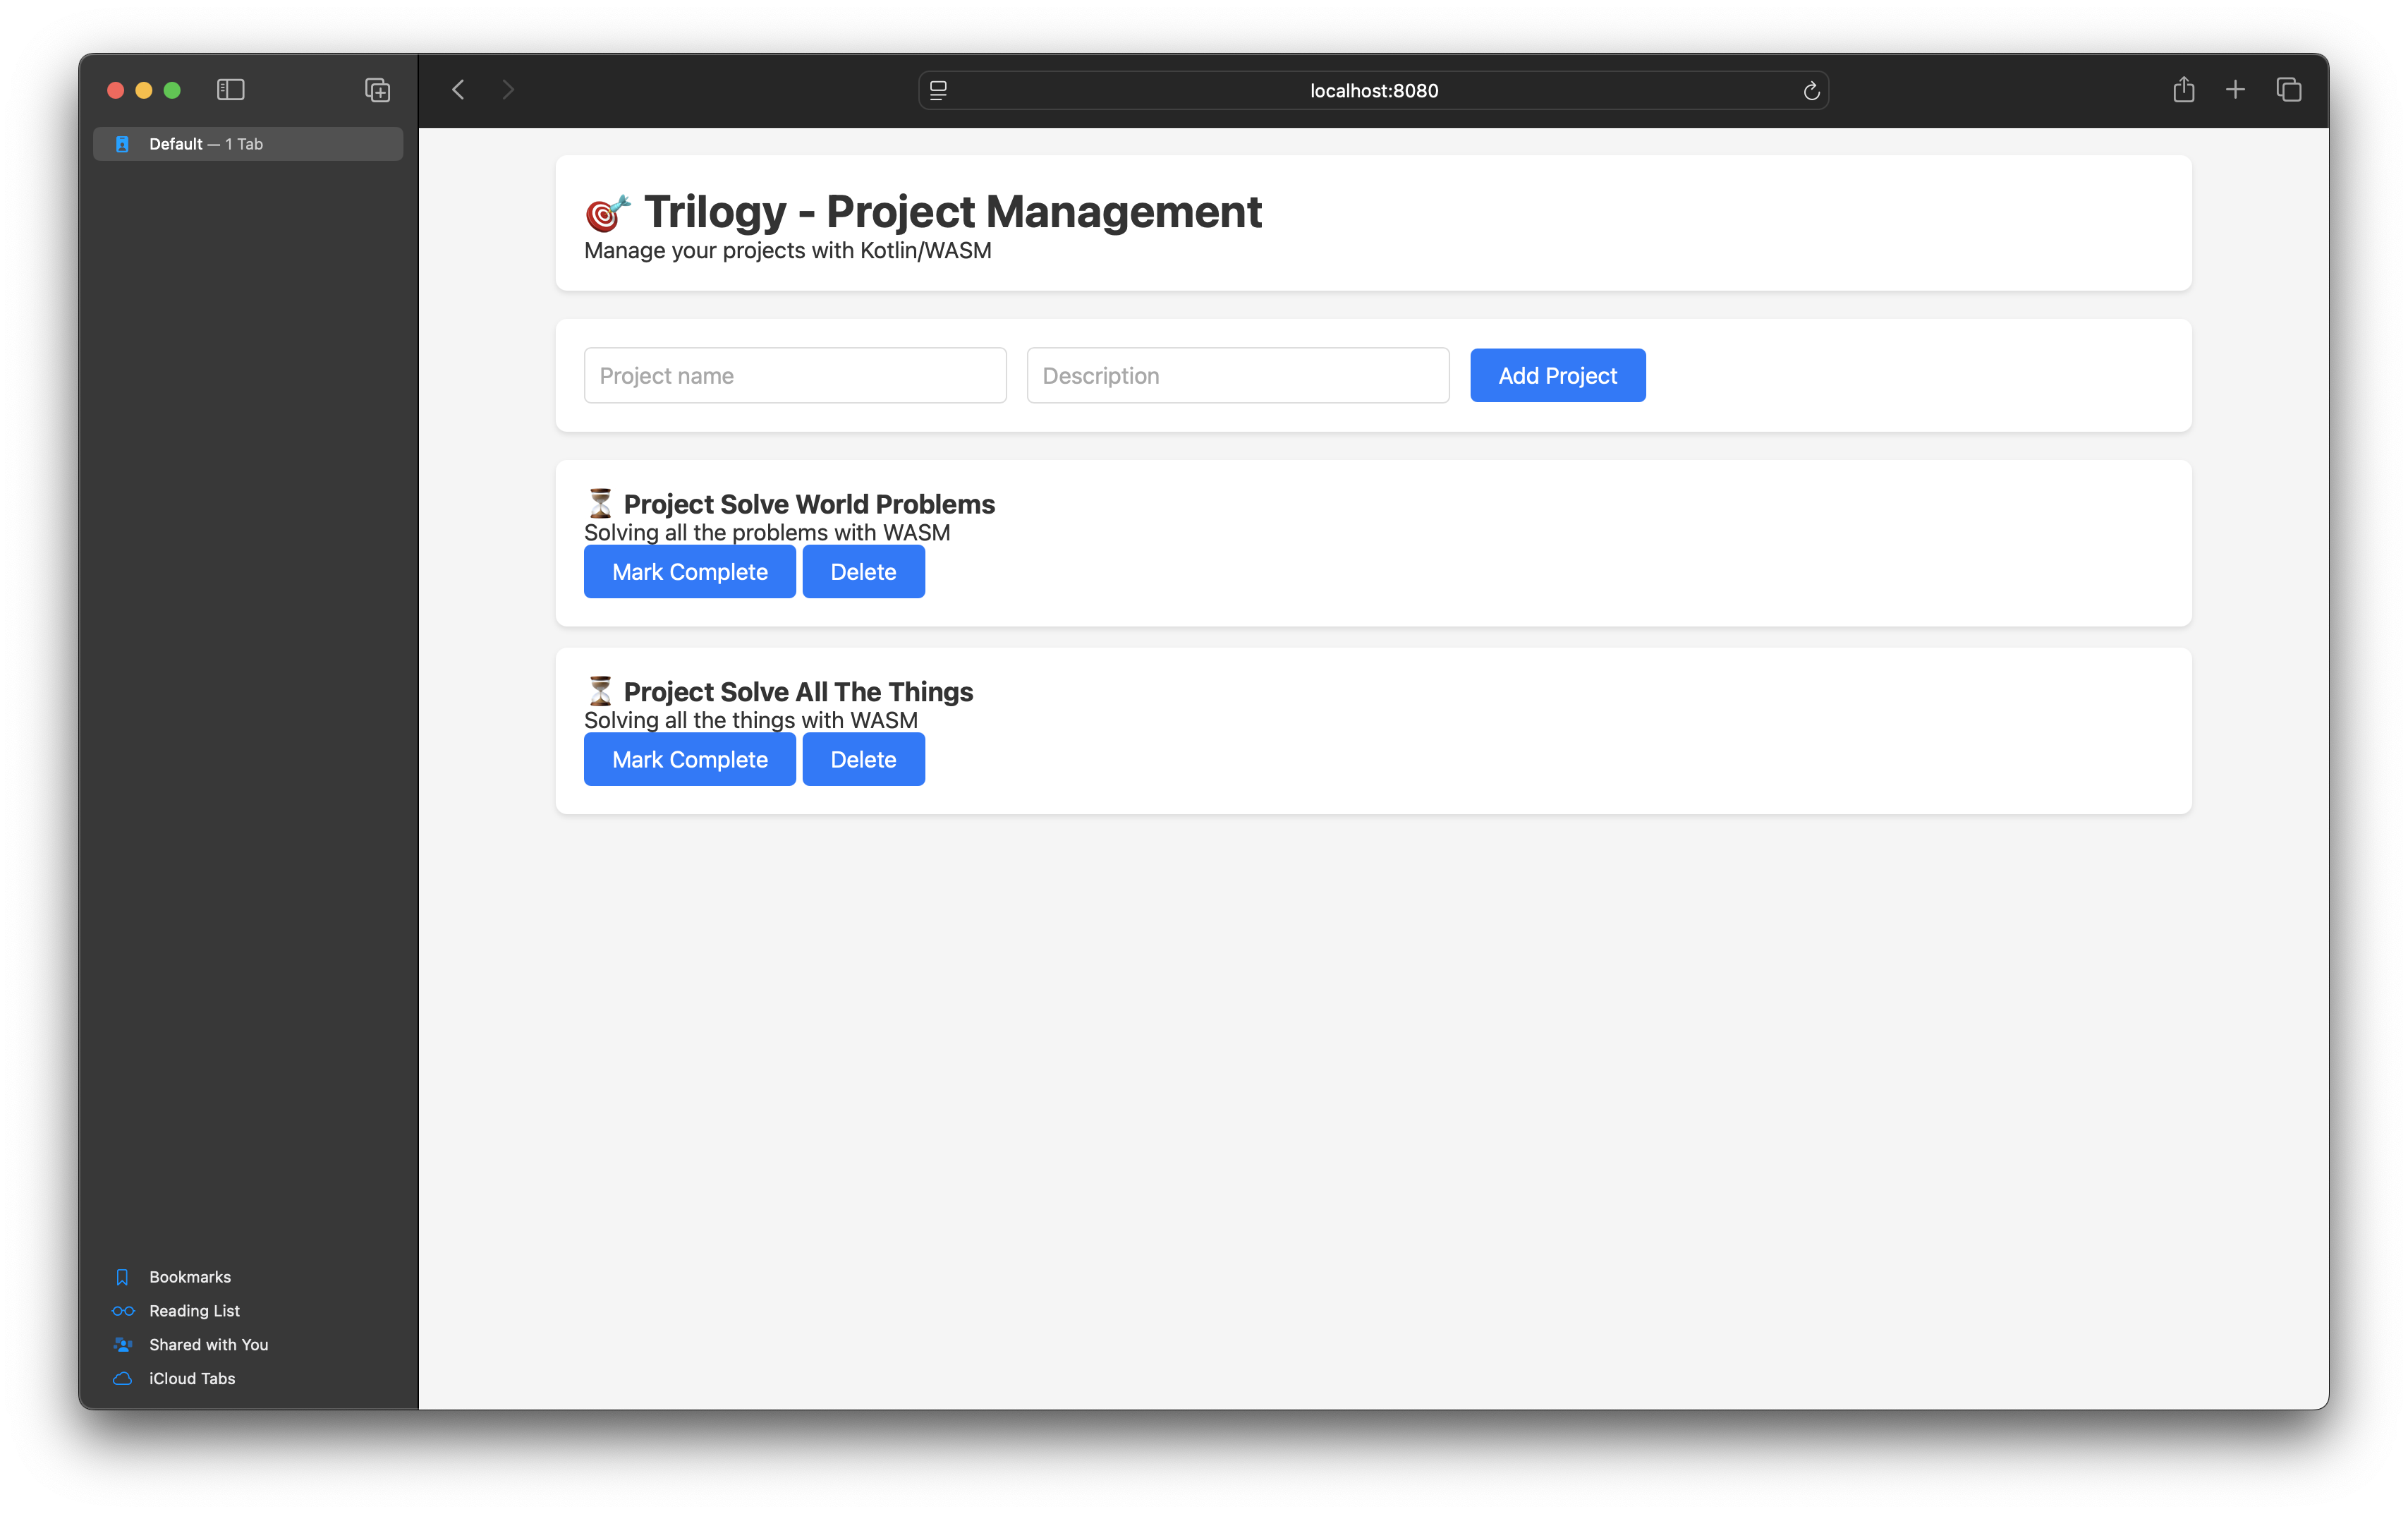 Default — 1 Tab
localhost:8080
🎯 Trilogy - Project Management
Manage your projects with Kotlin/WASM
Project name
Description
Add Project
⏳ Project Solve World Problems
Solving all the problems with WASM
Mark Complete
Delete
⏳ Project Solve All The Things
Solving all the things with WASM
Mark Complete
Delete
Bookmarks
Reading List
Shared with You
iCloud Tabs